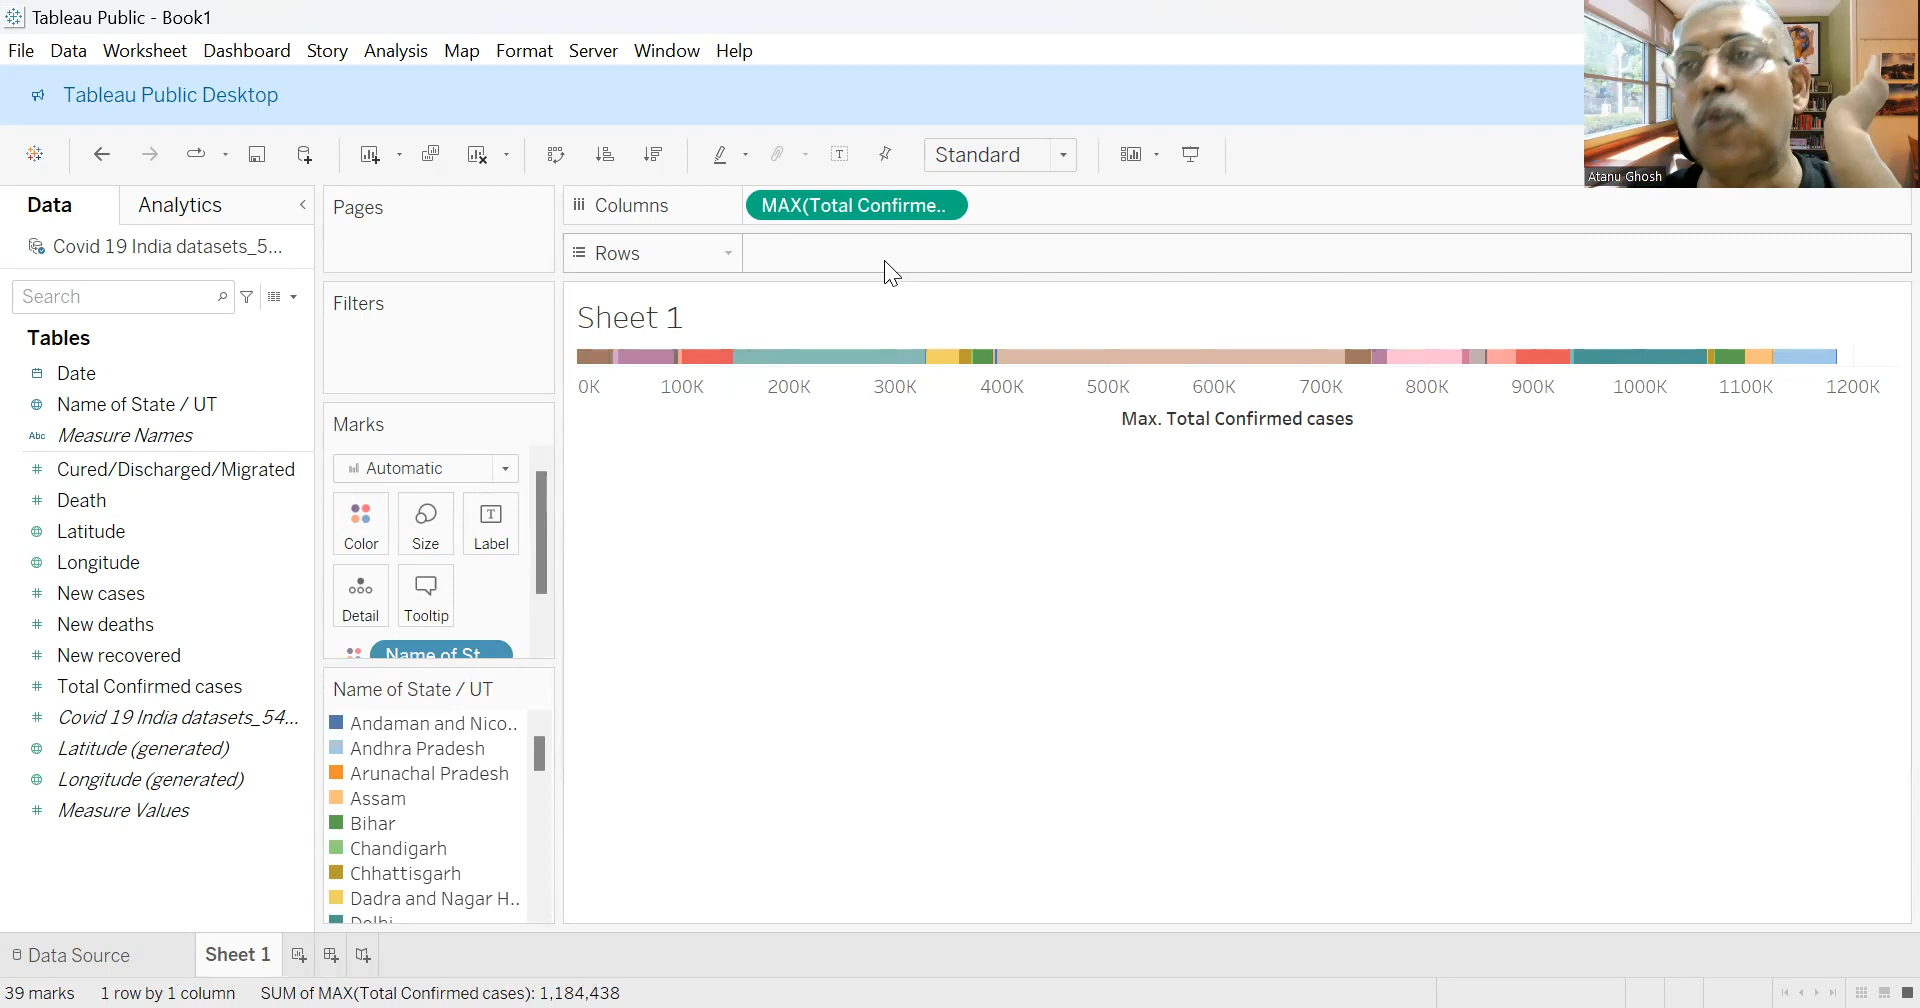 Tableau Public - Book1
File Data Worksheet Dashboard Story Analysis Map Format Server Window Help
Tableau Public Desktop
Standard
Atanu Ghosh
Data
Analytics
Covid 19 India datasets_5...
Search
Tables
Date
Name of State / UT
Abc Measure Names
Cured/Discharged/Migrated
Death
Latitude
Longitude
New cases
New deaths
New recovered
Total Confirmed cases
Covid 19 India datasets_54...
Latitude (generated)
Longitude (generated)
Measure Values
Pages
Filters
Marks
Automatic
Color Size Label
Detail Tooltip
Name of St..
Name of State / UT
Andaman and Nico..
Andhra Pradesh
Arunachal Pradesh
Assam
Bihar
Chandigarh
Chhattisgarh
Dadra and Nagar H..
Delhi
Columns
MAX(Total Confirme..
Rows
Sheet 1
0K 100K 200K 300K 400K 500K 600K 700K 800K 900K 1000K 1100K 1200K
Max. Total Confirmed cases
Data Source
Sheet 1
39 marks 1 row by 1 column SUM of MAX(Total Confirmed cases): 1,184,438